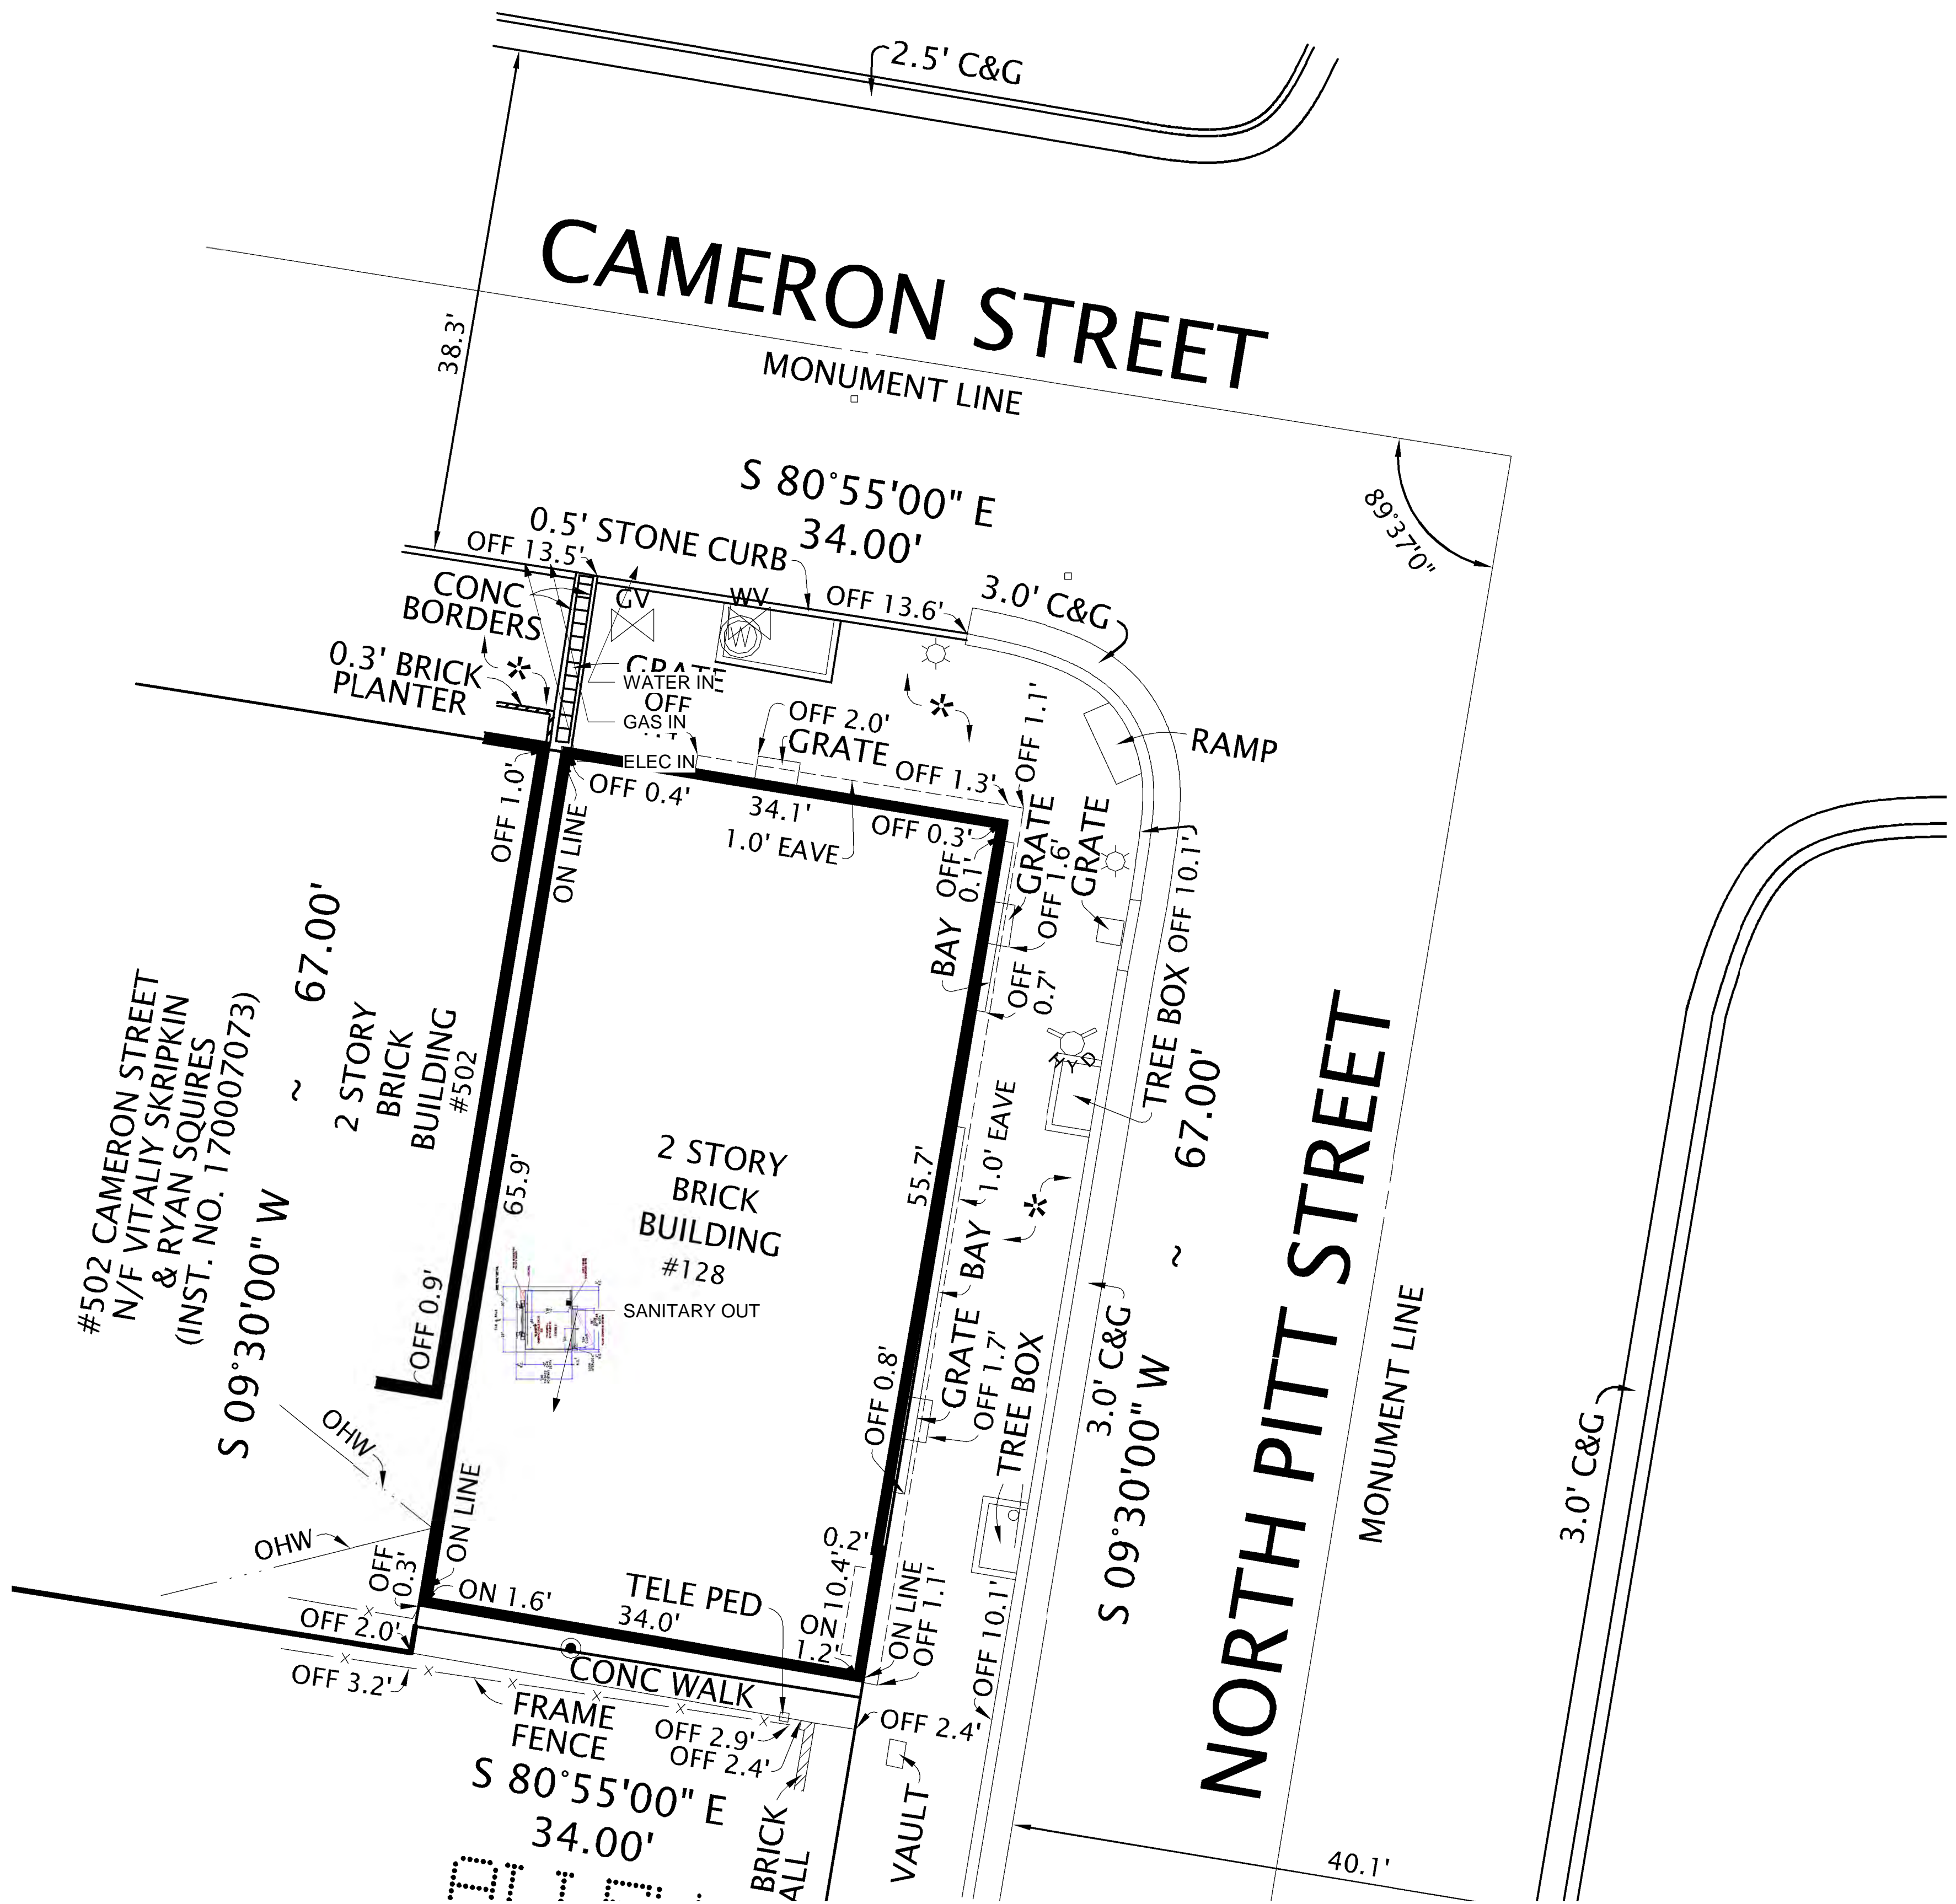 2.5' C&G
CAMERON STREET
38.3'
MONUMENT LINE
S 80°55'00" E
34.00'
89°37'0"
0.5' STONE CURB
OFF 13.5'
CONC
BORDERS
GV
WV
OFF 13.6'
3.0' C&G
0.3' BRICK
PLANTER
*
GRATE
WATER IN
OFF
GAS IN
ELEC IN
OFF 2.0'
GRATE
*
OFF 1.1'
RAMP
OFF 1.3'
OFF 1.0'
OFF 0.4'
ON LINE
34.1'
1.0' EAVE
OFF 0.3'
OFF
0.1'
GRATE
OFF 1.6'
GRATE
BAY
OFF
0.7'
OFF 10.1'
TREE BOX
#502 CAMERON STREET
N/F VITALIY SKRIPKIN
& RYAN SQUIRES
(INST. NO. 170007073)
S 09°30'00" W
~
67.00'
2 STORY
BRICK
BUILDING
#502
65.9'
OFF 0.9'
2 STORY
BRICK
BUILDING
#128
SANITARY OUT
55.7'
1.0' EAVE
*
BAY
GRATE
OFF 1.7'
OFF 0.8'
TREE BOX
3.0' C&G
S 09°30'00" W
~
67.00'
NORTH PITT STREET
MONUMENT LINE
3.0' C&G
OHW
OHW
ON LINE
OFF
0.3'
ON 1.6'
34.0'
TELE PED
0.2'
10.4'
ON
1.2'
ON LINE
OFF 1.1'
OFF 10.1'
OFF 2.0'
OFF 3.2'
CONC WALK
FRAME
FENCE
OFF 2.9'
OFF 2.4'
OFF 2.4'
S 80°55'00" E
34.00'
BRICK
VAULT
40.1'